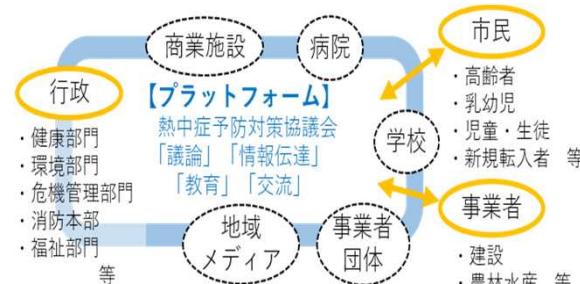 商業施設
病院
市民
行政
【プラットフォーム】
熱中症予防対策協議会
「議論」「情報伝達」
「教育」「交流」
学校
・高齢者
・乳幼児
・児童・生徒
・新規転入者 等
・健康部門
・環境部門
・危機管理部門
・消防本部
・福祉部門
等
地域
メディア
事業者
団体
事業者
・建設
・農林水産 等